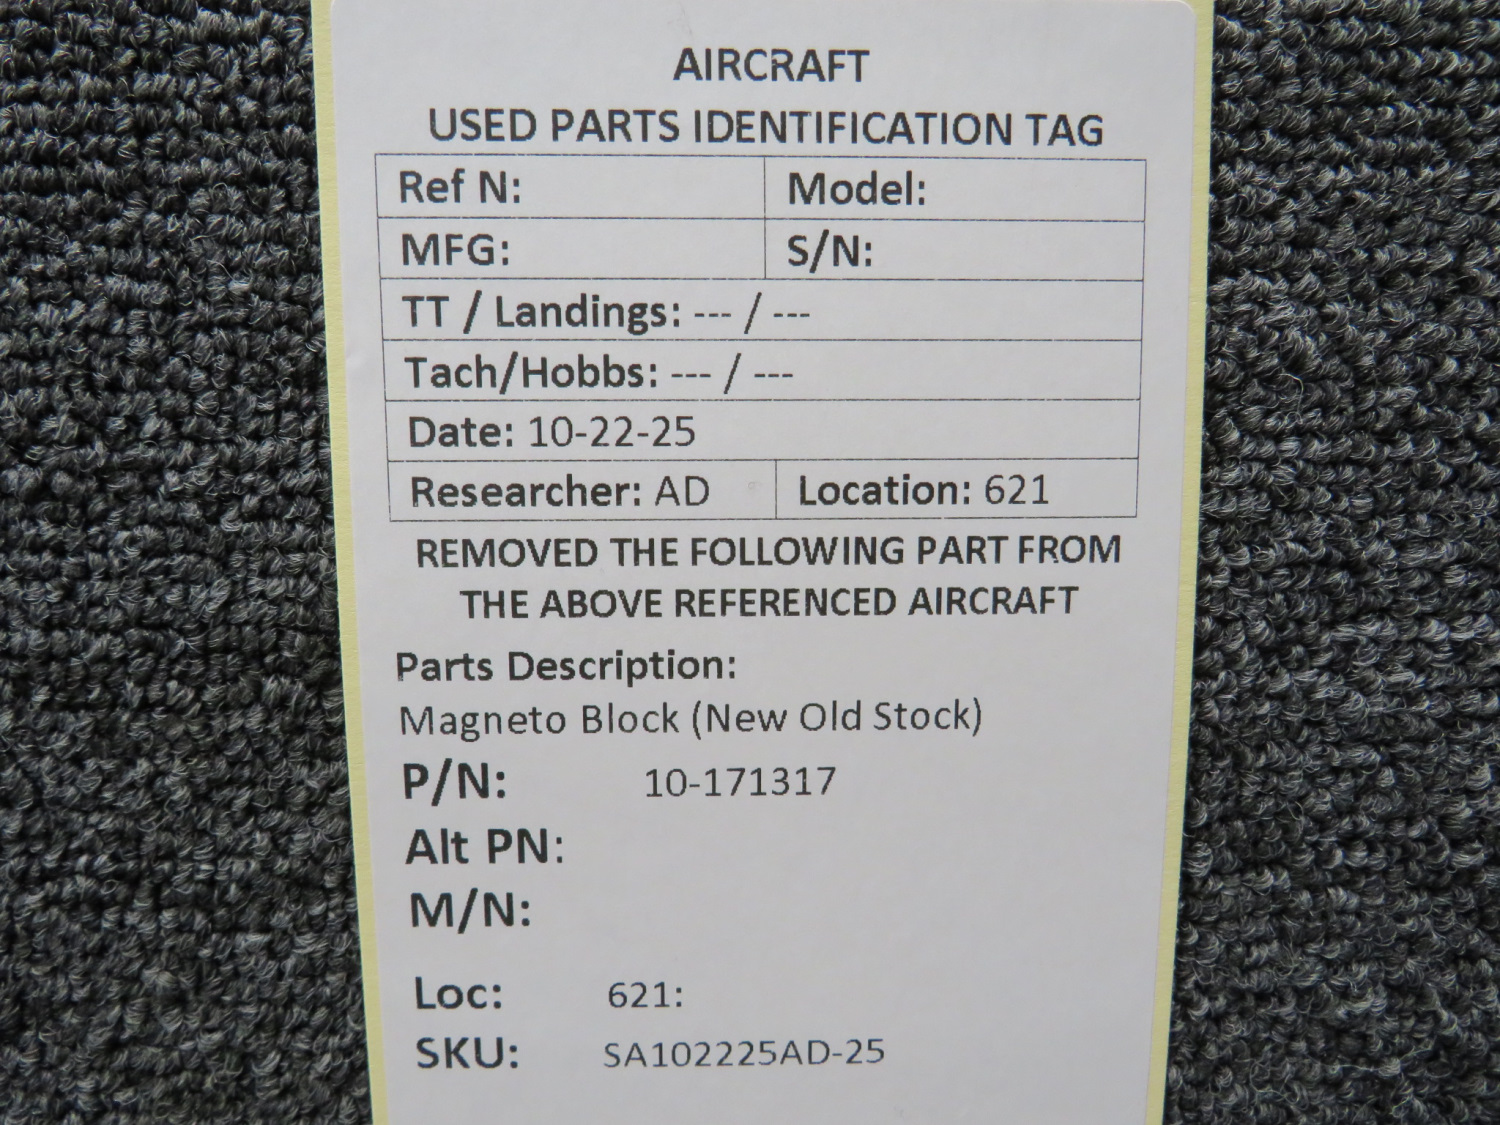 AIRCRAFT
USED PARTS IDENTIFICATION TAG
Ref N: Model:
MFG: S/N:
TT / Landings: --- / ---
Tach/Hobbs: --- / ---
Date: 10-22-25
Researcher: AD Location: 621
REMOVED THE FOLLOWING PART FROM
THE ABOVE REFERENCED AIRCRAFT
Parts Description:
Magneto Block (New Old Stock)
P/N: 10-171317
Alt PN:
M/N:
Loc: 621:
SKU: SA102225AD-25